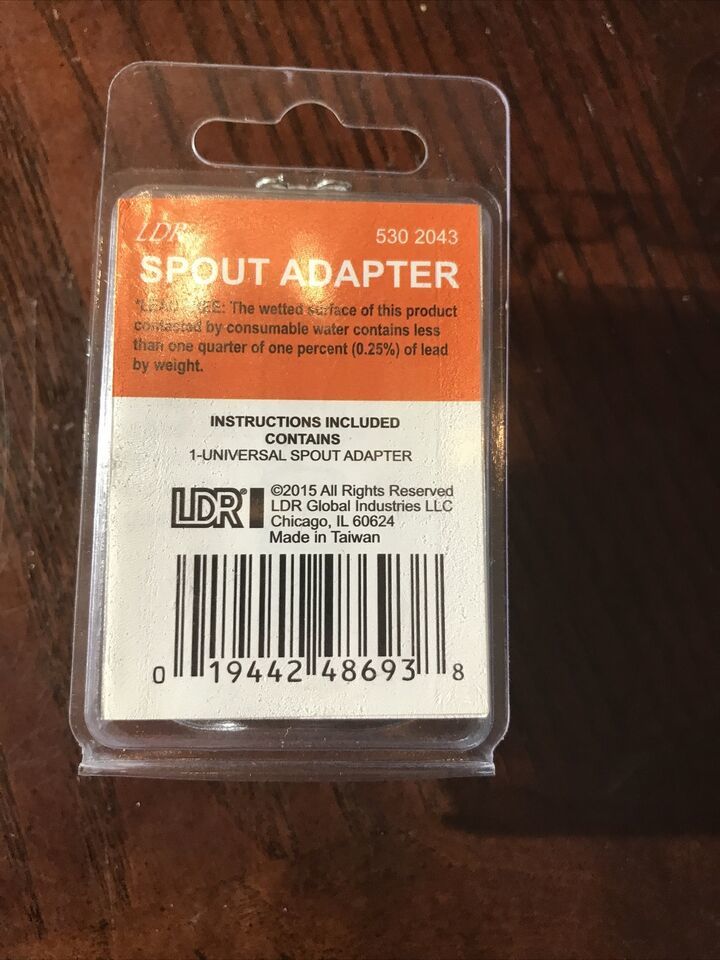 LDR 530 2043
SPOUT ADAPTER
The wetted surface of this product
contacted by consumable water contains less
than one quarter of one percent (0.25%) of lead
by weight.
INSTRUCTIONS INCLUDED
CONTAINS
1-UNIVERSAL SPOUT ADAPTER
LDR® ©2015 All Rights Reserved
LDR Global Industries LLC
Chicago, IL 60624
Made in Taiwan
0 19442 48693 8